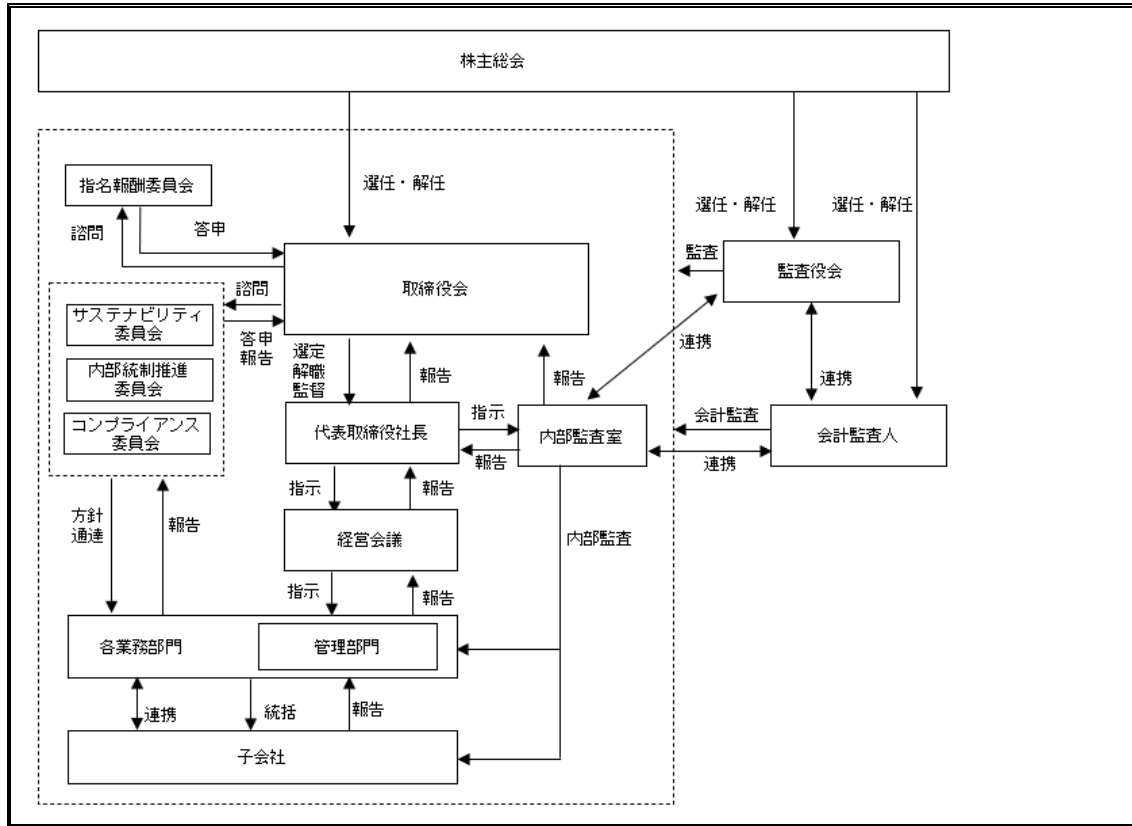 株主総会
選任・解任
選任・解任
選任・解任
指名報酬委員会
諮問
答申
監査
取締役会
監査役会
諮問
答申
報告
サステナビリティ
委員会
内部統制推進
委員会
コンプライアンス
委員会
選定
解職
監督
報告
報告
連携
連携
代表取締役社長
指示
報告
内部監査室
会計監査
連携
会計監査人
指示
報告
方針
通達
報告
経営会議
内部監査
指示
報告
各業務部門
管理部門
連携
統括
報告
子会社